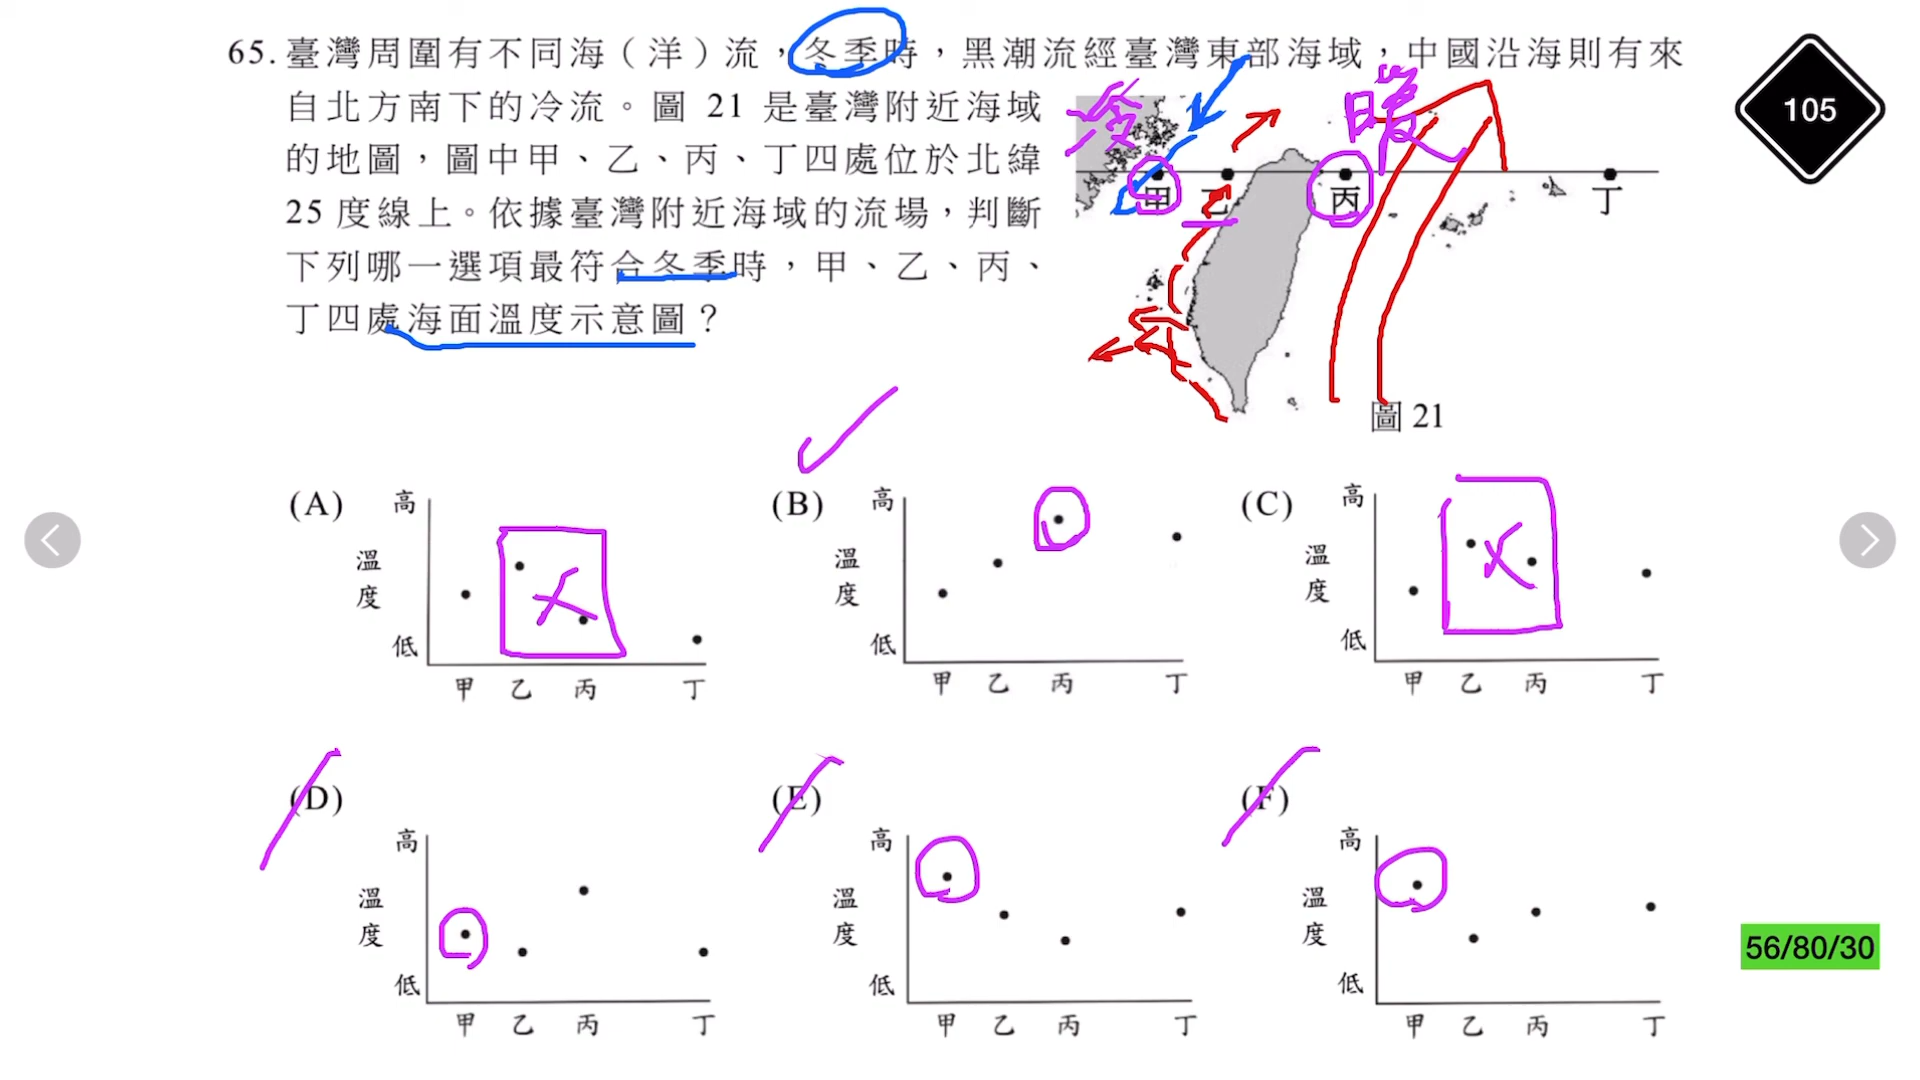 65. 臺灣周圍有不同海（洋）流，冬季時，黑潮流經臺灣東部海域，中國沿海則有來
自北方南下的冷流。圖 21 是臺灣附近海域
的地圖，圖中甲、乙、丙、丁四處位於北緯
25 度線上。依據臺灣附近海域的流場，判斷
下列哪一選項最符合冬季時，甲、乙、丙、
丁四處海面溫度示意圖？
105
冷 暖
甲 乙 丙 丁
圖 21
(A) 高 溫度 低
甲 乙 丙 丁
(B) 高 溫度 低
甲 乙 丙 丁
(C) 高 溫度 低
甲 乙 丙 丁
(D) 高 溫度 低
甲 乙 丙 丁
(E) 高 溫度 低
甲 乙 丙 丁
(F) 高 溫度 低
甲 乙 丙 丁
56/80/30